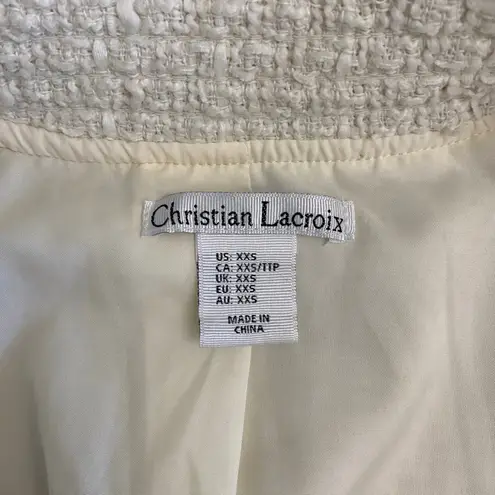 Christian Lacroix
US: XXS
CA: XXS/TTP
UK: XXS
EU: XXS
AU: XXS
MADE IN
CHINA